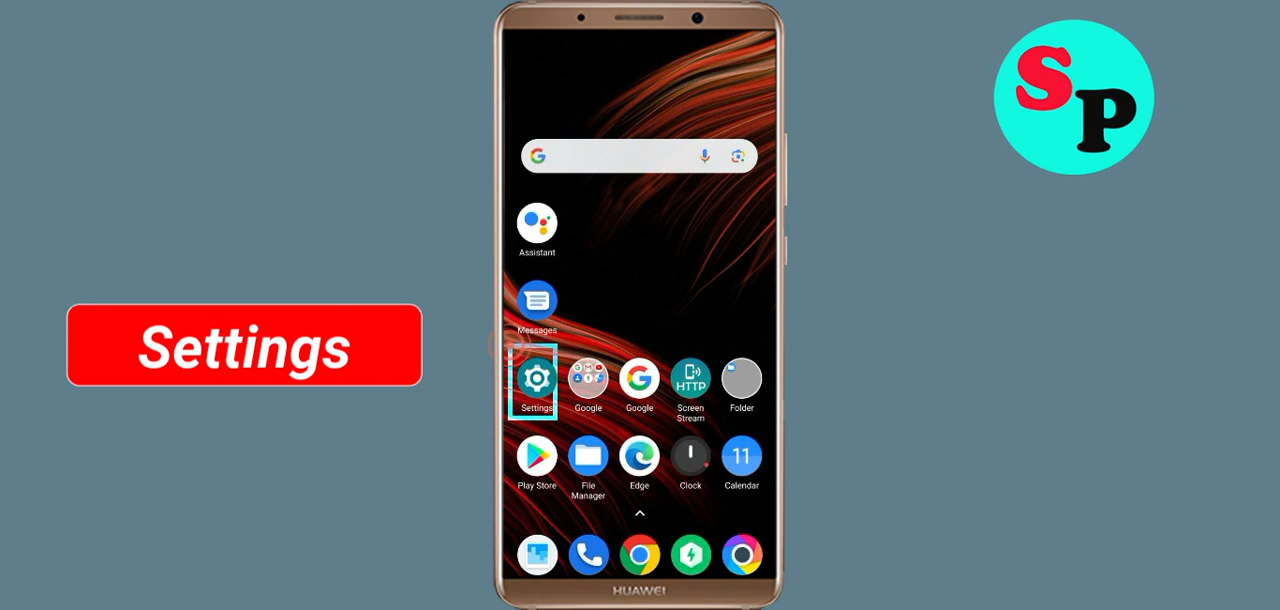 S
P
Assistant
Messages
Settings
Settings
Google
Google
HTTP
Screen
Stream
Folder
Play Store
File
Manager
Edge
Clock
11
Calendar
HUAWEI